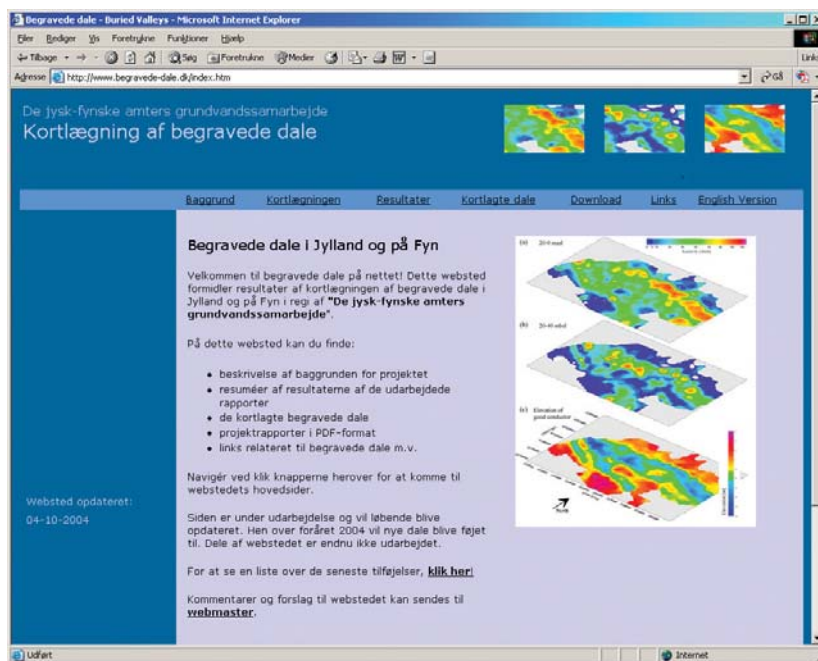 Begravede dale - Buried Valleys - Microsoft Internet Explorer
Filer Rediger Vis Foretrukne Funktioner Hjælp
Tilbage Søg Foretrukne Medier
Adresse http://www.begravede-dale.dk/index.htm Gå Links
De jysk-fynske amters grundvandssamarbejde
Kortlægning af begravede dale
Baggrund Kortlægningen Resultater Kortlagte dale Download Links English Version
Begravede dale i Jylland og på Fyn
Velkommen til begravede dale på nettet! Dette websted
formidler resultater af kortlægningen af begravede dale i
Jylland og på Fyn i regi af "De jysk-fynske amters
grundvandssamarbejde".
På dette websted kan du finde:
• beskrivelse af baggrunden for projektet
• resuméer af resultaterne af de udarbejdede
rapporter
• de kortlagte begravede dale
• projektrapporter i PDF-format
• links relateret til begravede dale m.v.
Navigér ved klik knapperne herover for at komme til
webstedets hovedsider.
Siden er under udarbejdelse og vil løbende blive
opdateret. Hen over foråret 2004 vil nye dale blive føjet
til. Dele af webstedet er endnu ikke udarbejdet.
For at se en liste over de seneste tilføjelser, klik her!
Kommentarer og forslag til webstedet kan sendes til
webmaster.
Websted opdateret:
04-10-2004
(a)
(b)
(c) Elevation of
good conductor
North
Udført Internet